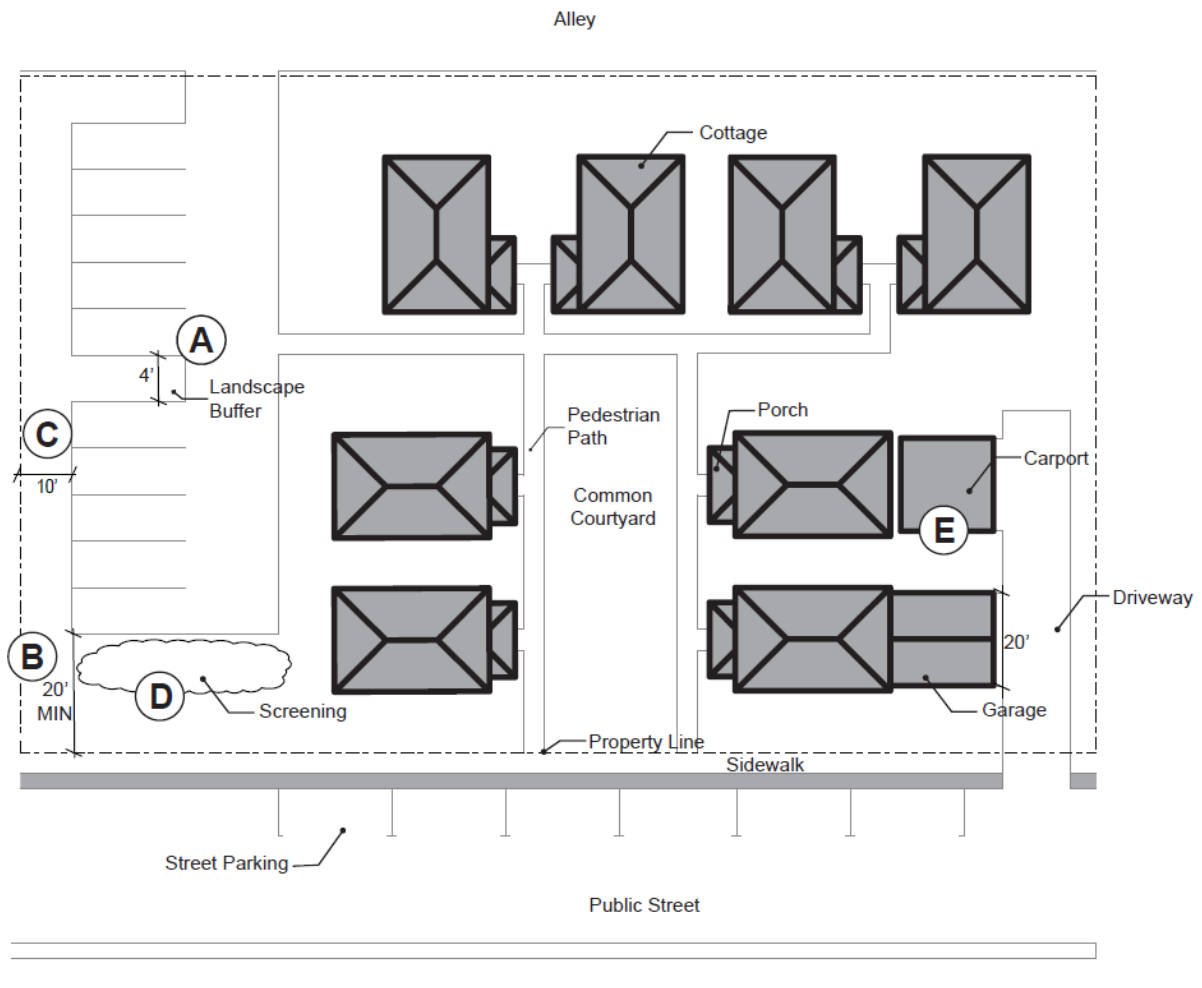 Alley
Cottage
A
4’
Landscape
Buffer
C
10’
Pedestrian
Path
Porch
Common
Courtyard
Carport
E
Driveway
B
20’
MIN
D
Screening
20’
Garage
Property Line
Sidewalk
Street Parking
Public Street